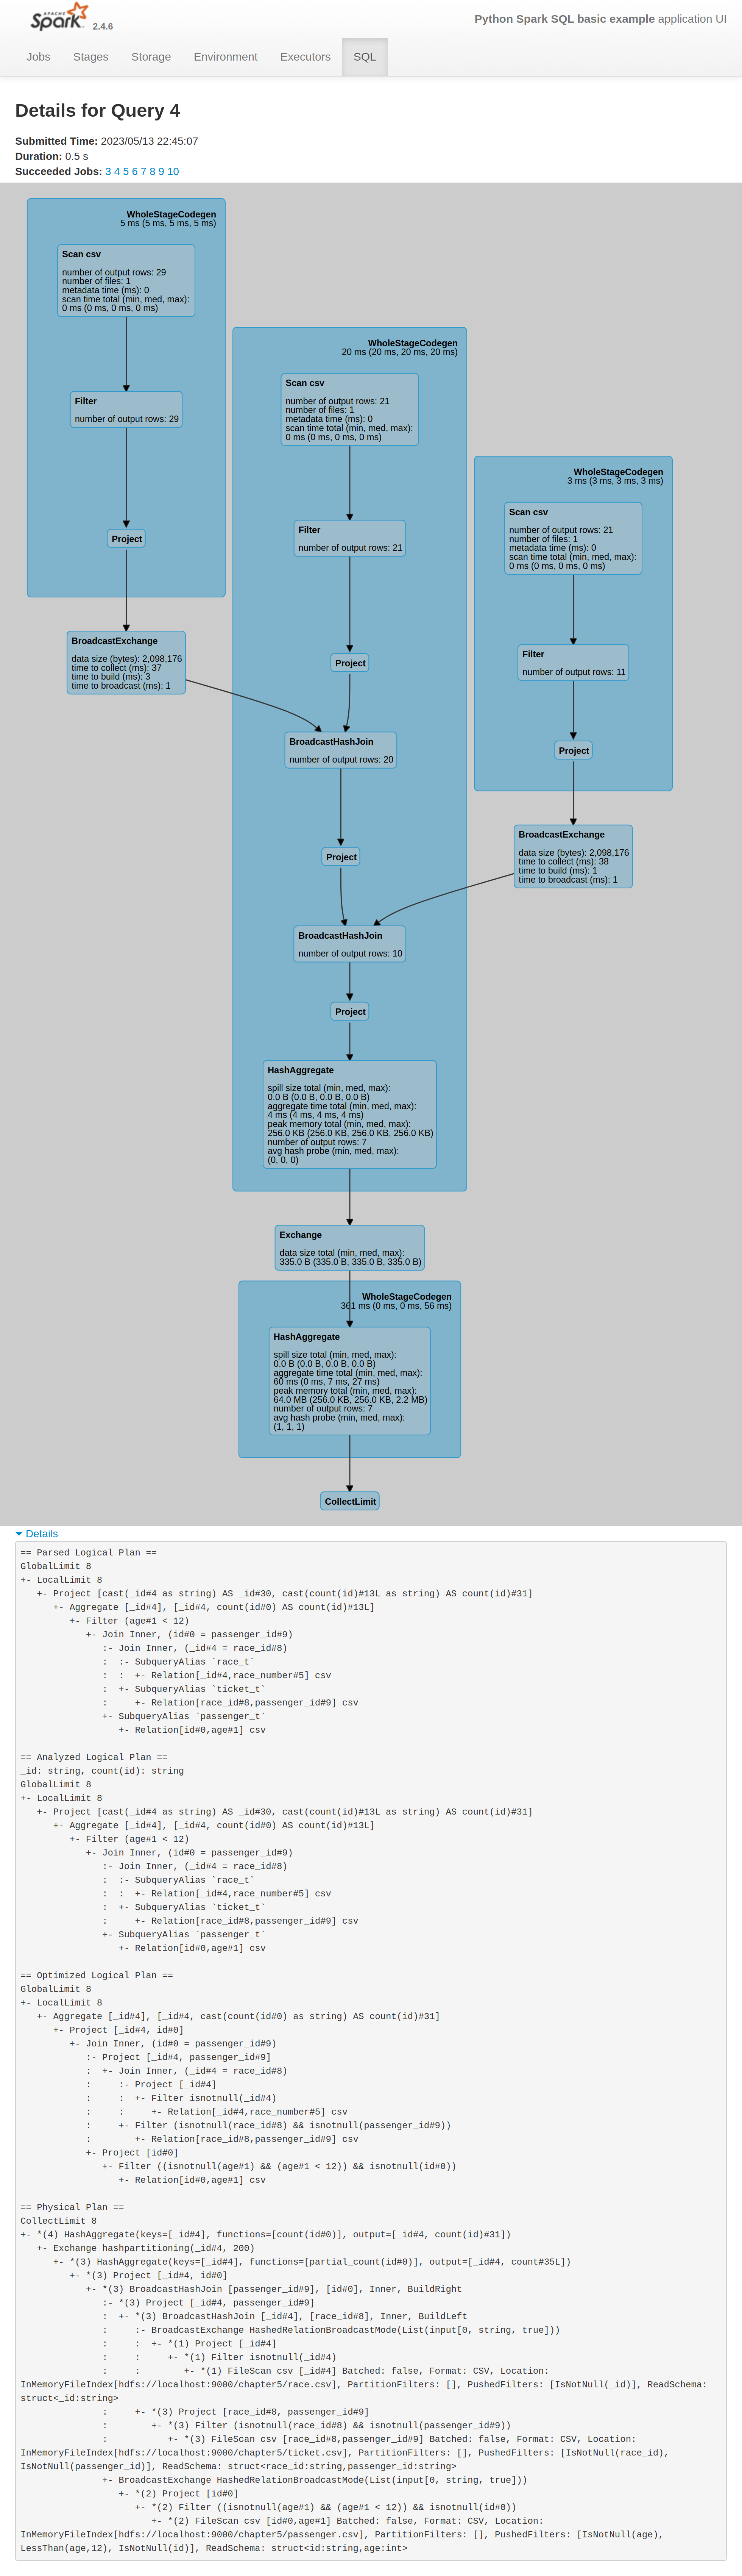 APACHE
Spark 2.4.6
Python Spark SQL basic example application UI
Jobs
Stages
Storage
Environment
Executors
SQL
Details for Query 4
Submitted Time: 2023/05/13 22:45:07
Duration: 0.5 s
Succeeded Jobs: 3 4 5 6 7 8 9 10
WholeStageCodegen
5 ms (5 ms, 5 ms, 5 ms)
Scan csv
number of output rows: 29
number of files: 1
metadata time (ms): 0
scan time total (min, med, max):
0 ms (0 ms, 0 ms, 0 ms)
Filter
number of output rows: 29
Project
BroadcastExchange
data size (bytes): 2,098,176
time to collect (ms): 37
time to build (ms): 3
time to broadcast (ms): 1
WholeStageCodegen
20 ms (20 ms, 20 ms, 20 ms)
Scan csv
number of output rows: 21
number of files: 1
metadata time (ms): 0
scan time total (min, med, max):
0 ms (0 ms, 0 ms, 0 ms)
Filter
number of output rows: 21
Project
BroadcastHashJoin
number of output rows: 20
Project
WholeStageCodegen
3 ms (3 ms, 3 ms, 3 ms)
Scan csv
number of output rows: 21
number of files: 1
metadata time (ms): 0
scan time total (min, med, max):
0 ms (0 ms, 0 ms, 0 ms)
Filter
number of output rows: 11
Project
BroadcastExchange
data size (bytes): 2,098,176
time to collect (ms): 38
time to build (ms): 1
time to broadcast (ms): 1
BroadcastHashJoin
number of output rows: 10
Project
HashAggregate
spill size total (min, med, max):
0.0 B (0.0 B, 0.0 B, 0.0 B)
aggregate time total (min, med, max):
4 ms (4 ms, 4 ms, 4 ms)
peak memory total (min, med, max):
256.0 KB (256.0 KB, 256.0 KB, 256.0 KB)
number of output rows: 7
avg hash probe (min, med, max):
(0, 0, 0)
Exchange
data size total (min, med, max):
335.0 B (335.0 B, 335.0 B, 335.0 B)
WholeStageCodegen
361 ms (0 ms, 0 ms, 56 ms)
HashAggregate
spill size total (min, med, max):
0.0 B (0.0 B, 0.0 B, 0.0 B)
aggregate time total (min, med, max):
60 ms (0 ms, 7 ms, 27 ms)
peak memory total (min, med, max):
64.0 MB (256.0 KB, 256.0 KB, 2.2 MB)
number of output rows: 7
avg hash probe (min, med, max):
(1, 1, 1)
CollectLimit
Details
== Parsed Logical Plan ==
GlobalLimit 8
+- LocalLimit 8
   +- Project [cast(_id#4 as string) AS _id#30, cast(count(id)#13L as string) AS count(id)#31]
      +- Aggregate [_id#4], [_id#4, count(id#0) AS count(id)#13L]
         +- Filter (age#1 < 12)
            +- Join Inner, (id#0 = passenger_id#9)
               :- Join Inner, (_id#4 = race_id#8)
               :  :- SubqueryAlias `race_t`
               :  :  +- Relation[_id#4,race_number#5] csv
               :  +- SubqueryAlias `ticket_t`
               :     +- Relation[race_id#8,passenger_id#9] csv
               +- SubqueryAlias `passenger_t`
                  +- Relation[id#0,age#1] csv
== Analyzed Logical Plan ==
_id: string, count(id): string
GlobalLimit 8
+- LocalLimit 8
   +- Project [cast(_id#4 as string) AS _id#30, cast(count(id)#13L as string) AS count(id)#31]
      +- Aggregate [_id#4], [_id#4, count(id#0) AS count(id)#13L]
         +- Filter (age#1 < 12)
            +- Join Inner, (id#0 = passenger_id#9)
               :- Join Inner, (_id#4 = race_id#8)
               :  :- SubqueryAlias `race_t`
               :  :  +- Relation[_id#4,race_number#5] csv
               :  +- SubqueryAlias `ticket_t`
               :     +- Relation[race_id#8,passenger_id#9] csv
               +- SubqueryAlias `passenger_t`
                  +- Relation[id#0,age#1] csv
== Optimized Logical Plan ==
GlobalLimit 8
+- LocalLimit 8
   +- Aggregate [_id#4], [_id#4, cast(count(id#0) as string) AS count(id)#31]
      +- Project [_id#4, id#0]
         +- Join Inner, (id#0 = passenger_id#9)
            :- Project [_id#4, passenger_id#9]
            :  +- Join Inner, (_id#4 = race_id#8)
            :     :- Project [_id#4]
            :     :  +- Filter isnotnull(_id#4)
            :     :     +- Relation[_id#4,race_number#5] csv
            :     +- Filter (isnotnull(race_id#8) && isnotnull(passenger_id#9))
            :        +- Relation[race_id#8,passenger_id#9] csv
            +- Project [id#0]
               +- Filter ((isnotnull(age#1) && (age#1 < 12)) && isnotnull(id#0))
                  +- Relation[id#0,age#1] csv
== Physical Plan ==
CollectLimit 8
+- *(4) HashAggregate(keys=[_id#4], functions=[count(id#0)], output=[_id#4, count(id)#31])
   +- Exchange hashpartitioning(_id#4, 200)
      +- *(3) HashAggregate(keys=[_id#4], functions=[partial_count(id#0)], output=[_id#4, count#35L])
         +- *(3) Project [_id#4, id#0]
            +- *(3) BroadcastHashJoin [passenger_id#9], [id#0], Inner, BuildRight
               :- *(3) Project [_id#4, passenger_id#9]
               :  +- *(3) BroadcastHashJoin [_id#4], [race_id#8], Inner, BuildLeft
               :     :- BroadcastExchange HashedRelationBroadcastMode(List(input[0, string, true]))
               :     :  +- *(1) Project [_id#4]
               :     :     +- *(1) Filter isnotnull(_id#4)
               :     :        +- *(1) FileScan csv [_id#4] Batched: false, Format: CSV, Location:
InMemoryFileIndex[hdfs://localhost:9000/chapter5/race.csv], PartitionFilters: [], PushedFilters: [IsNotNull(_id)], ReadSchema:
struct<_id:string>
               :     +- *(3) Project [race_id#8, passenger_id#9]
               :        +- *(3) Filter (isnotnull(race_id#8) && isnotnull(passenger_id#9))
               :           +- *(3) FileScan csv [race_id#8,passenger_id#9] Batched: false, Format: CSV, Location:
InMemoryFileIndex[hdfs://localhost:9000/chapter5/ticket.csv], PartitionFilters: [], PushedFilters: [IsNotNull(race_id),
IsNotNull(passenger_id)], ReadSchema: struct<race_id:string,passenger_id:string>
               +- BroadcastExchange HashedRelationBroadcastMode(List(input[0, string, true]))
                  +- *(2) Project [id#0]
                     +- *(2) Filter ((isnotnull(age#1) && (age#1 < 12)) && isnotnull(id#0))
                        +- *(2) FileScan csv [id#0,age#1] Batched: false, Format: CSV, Location:
InMemoryFileIndex[hdfs://localhost:9000/chapter5/passenger.csv], PartitionFilters: [], PushedFilters: [IsNotNull(age),
LessThan(age,12), IsNotNull(id)], ReadSchema: struct<id:string,age:int>